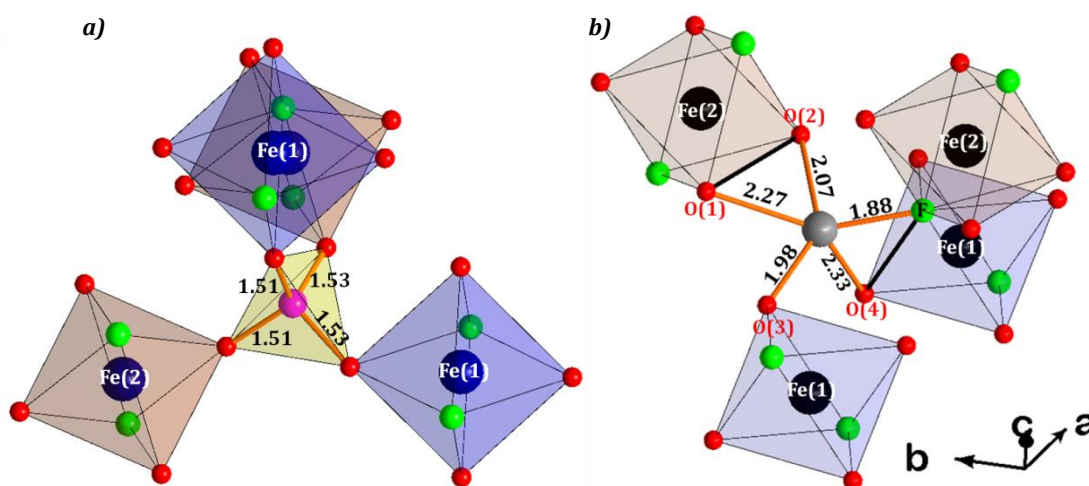 a)
Fe(1)
1.51
1.53
1.51
1.53
Fe(2)
Fe(1)
b)
Fe(2)
O(2)
Fe(2)
O(1)
2.27
2.07
1.88
F
Fe(1)
1.98
2.33
O(4)
O(3)
Fe(1)
c
a
b